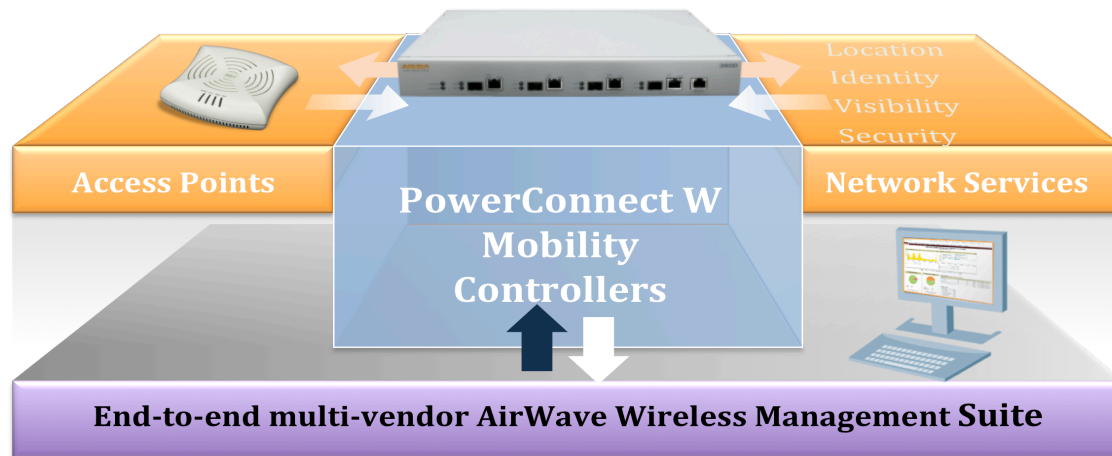 Location
Identity
Visibility
Security
Access Points
Network Services
PowerConnect W
Mobility
Controllers
End-to-end multi-vendor AirWave Wireless Management Suite